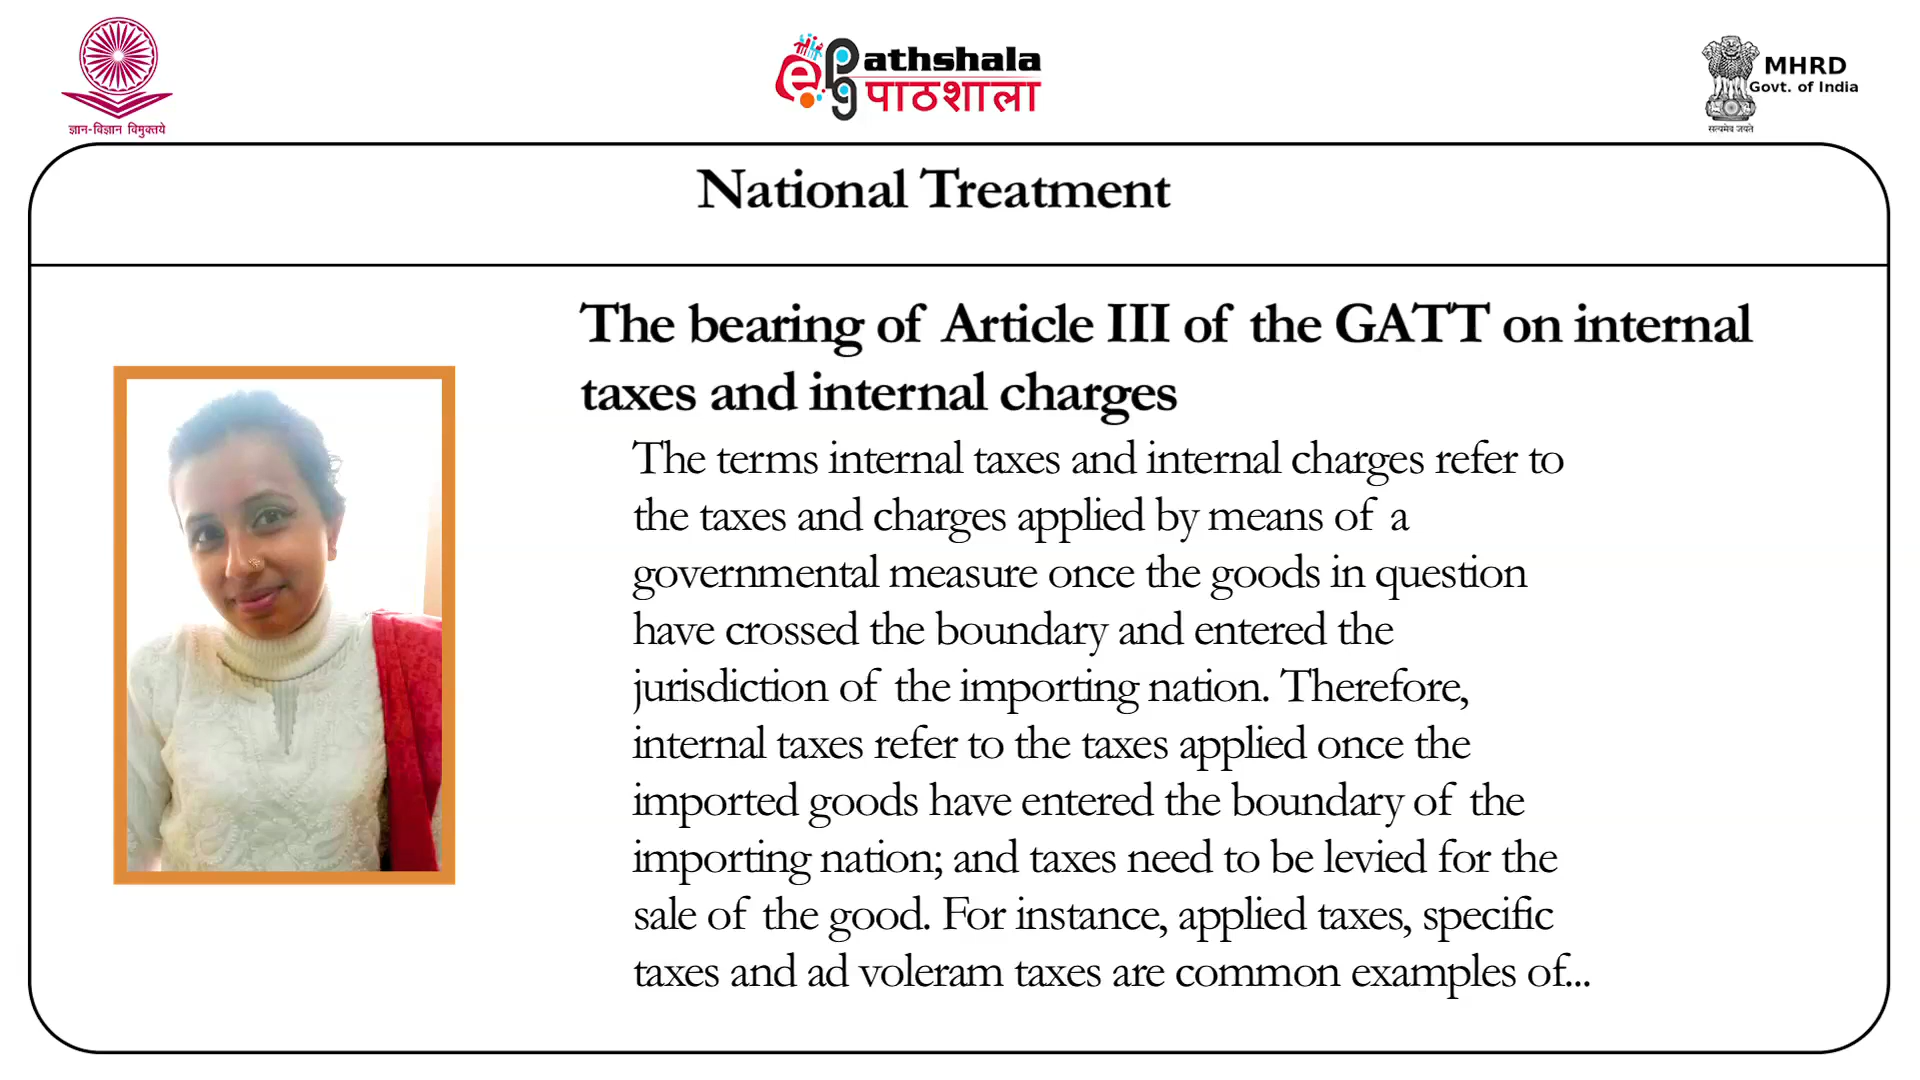 ज्ञान-विज्ञान विमुक्तये
ePathshala
पाठशाला
pg
MHRD
Govt. of India
सत्यमेव जयते
National Treatment
The bearing of Article III of the GATT on internal
taxes and internal charges
The terms internal taxes and internal charges refer to
the taxes and charges applied by means of a
governmental measure once the goods in question
have crossed the boundary and entered the
jurisdiction of the importing nation. Therefore,
internal taxes refer to the taxes applied once the
imported goods have entered the boundary of the
importing nation; and taxes need to be levied for the
sale of the good. For instance, applied taxes, specific
taxes and ad voleram taxes are common examples of...